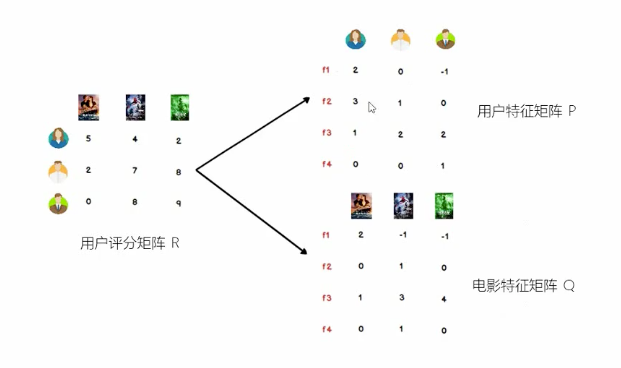 f1 2 0 -1
f2 3 1 0
f3 1 2 2
f4 0 0 1
用户特征矩阵 P
5 4 2
2 7 8
0 8 9
用户评分矩阵 R
f1 2 -1 -1
f2 0 1 0
f3 1 3 4
f4 0 1 0
电影特征矩阵 Q